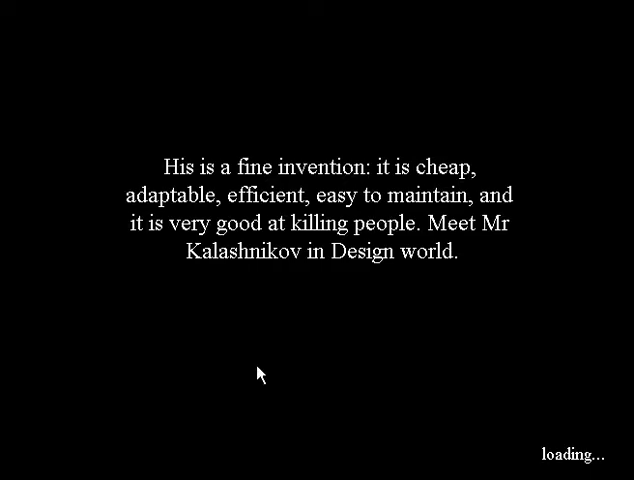 His is a fine invention: it is cheap,
adaptable, efficient, easy to maintain, and
it is very good at killing people. Meet Mr
Kalashnikov in Design world.
loading...